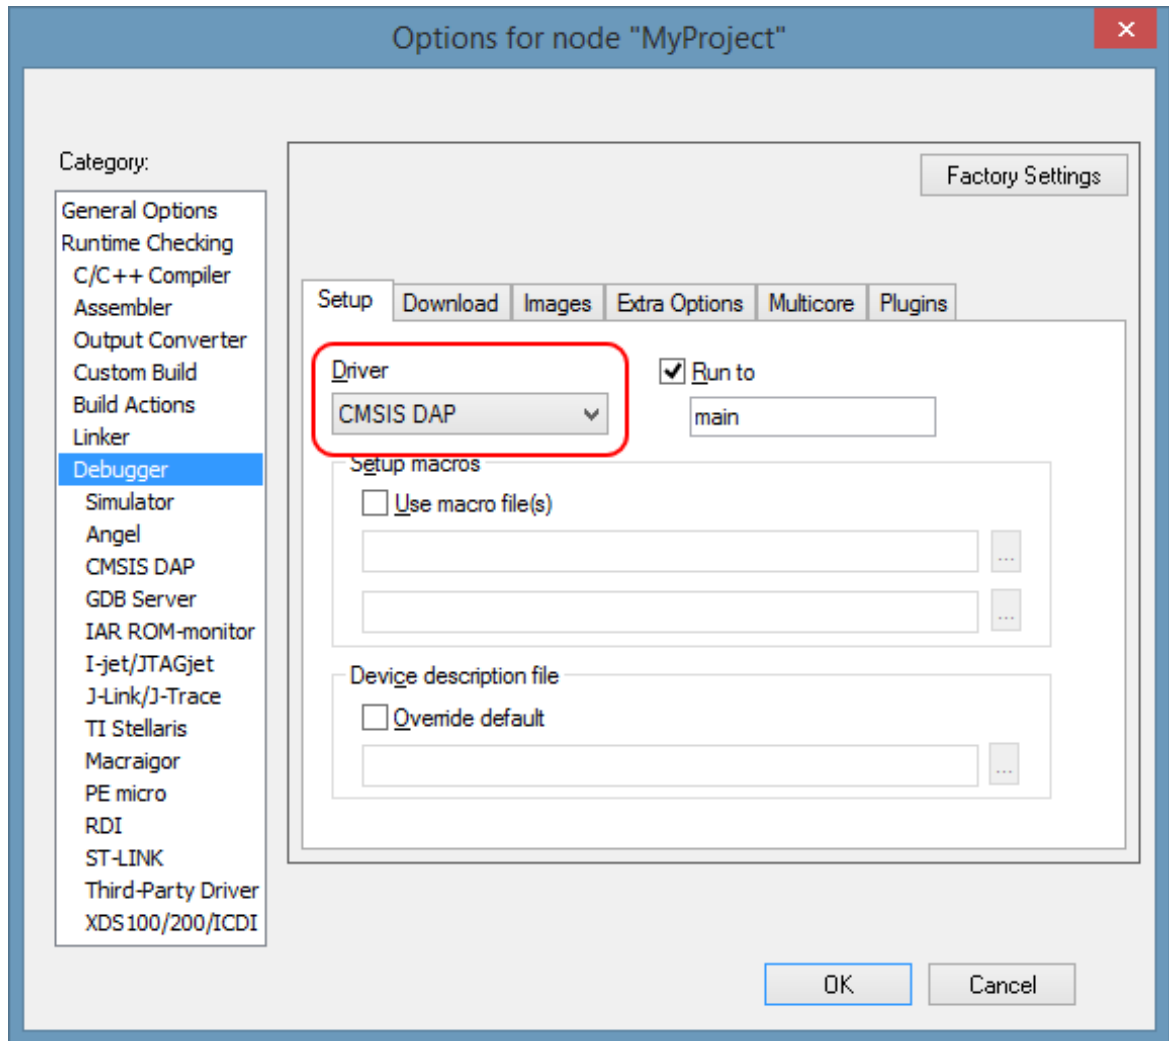 Options for node "MyProject"
Category:
General Options
Runtime Checking
C/C++ Compiler
Assembler
Output Converter
Custom Build
Build Actions
Linker
Debugger
Simulator
Angel
CMSIS DAP
GDB Server
IAR ROM-monitor
I-jet/JTAGjet
J-Link/J-Trace
TI Stellaris
Macraigor
PE micro
RDI
ST-LINK
Third-Party Driver
XDS100/200/ICDI
Factory Settings
Setup Download Images Extra Options Multicore Plugins
Driver
CMSIS DAP
Run to
main
Setup macros
Use macro file(s)
...
...
Device description file
Override default
...
OK Cancel